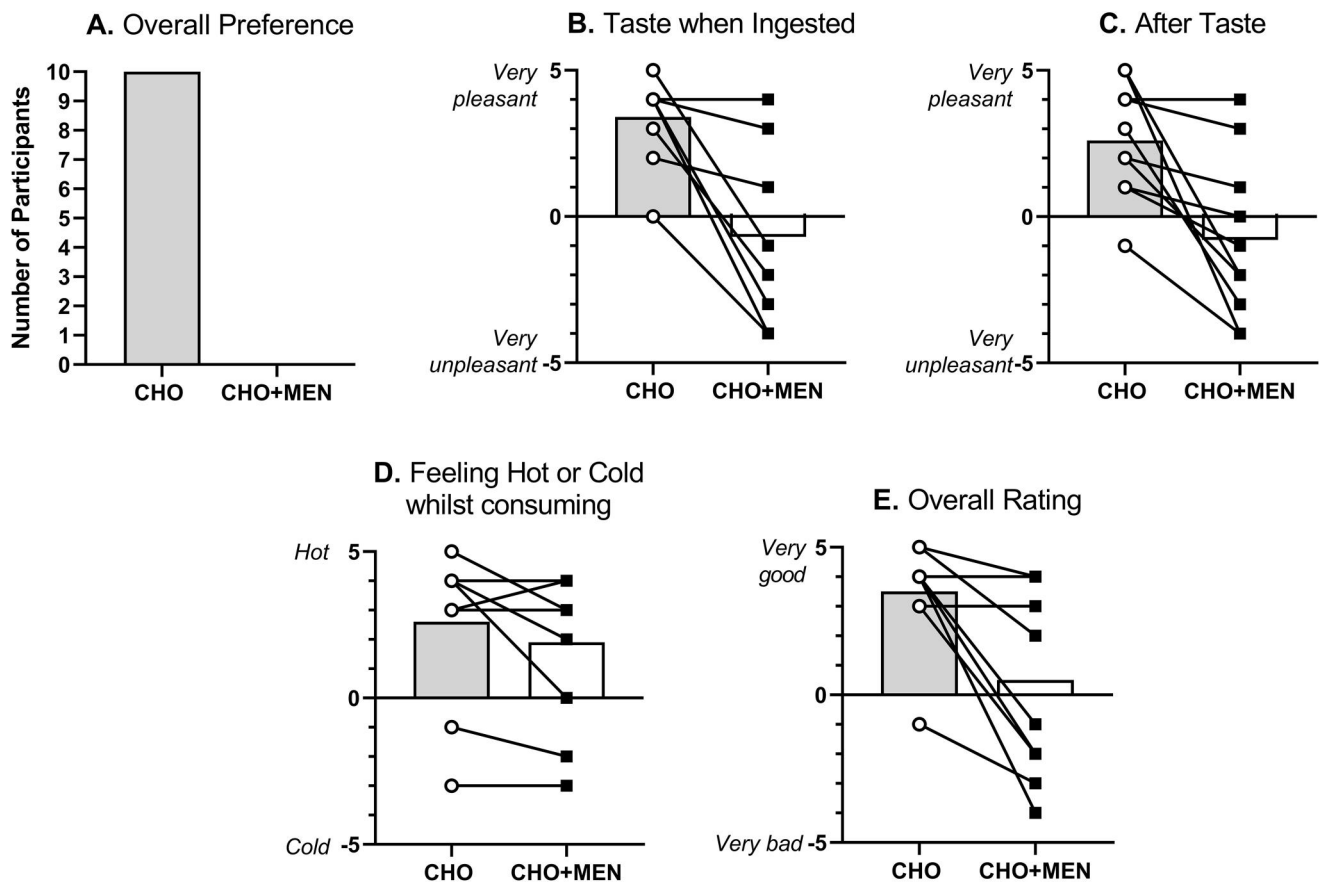 A. Overall Preference
Number of Participants
10
9
8
7
6
5
4
3
2
1
0
CHO
CHO+MEN
B. Taste when Ingested
Very
pleasant
5
0
Very
unpleasant -5
CHO
CHO+MEN
C. After Taste
Very
pleasant
5
0
Very
unpleasant -5
CHO
CHO+MEN
D. Feeling Hot or Cold
whilst consuming
Hot 5
0
Cold -5
CHO
CHO+MEN
E. Overall Rating
Very
good
5
0
Very bad -5
CHO
CHO+MEN